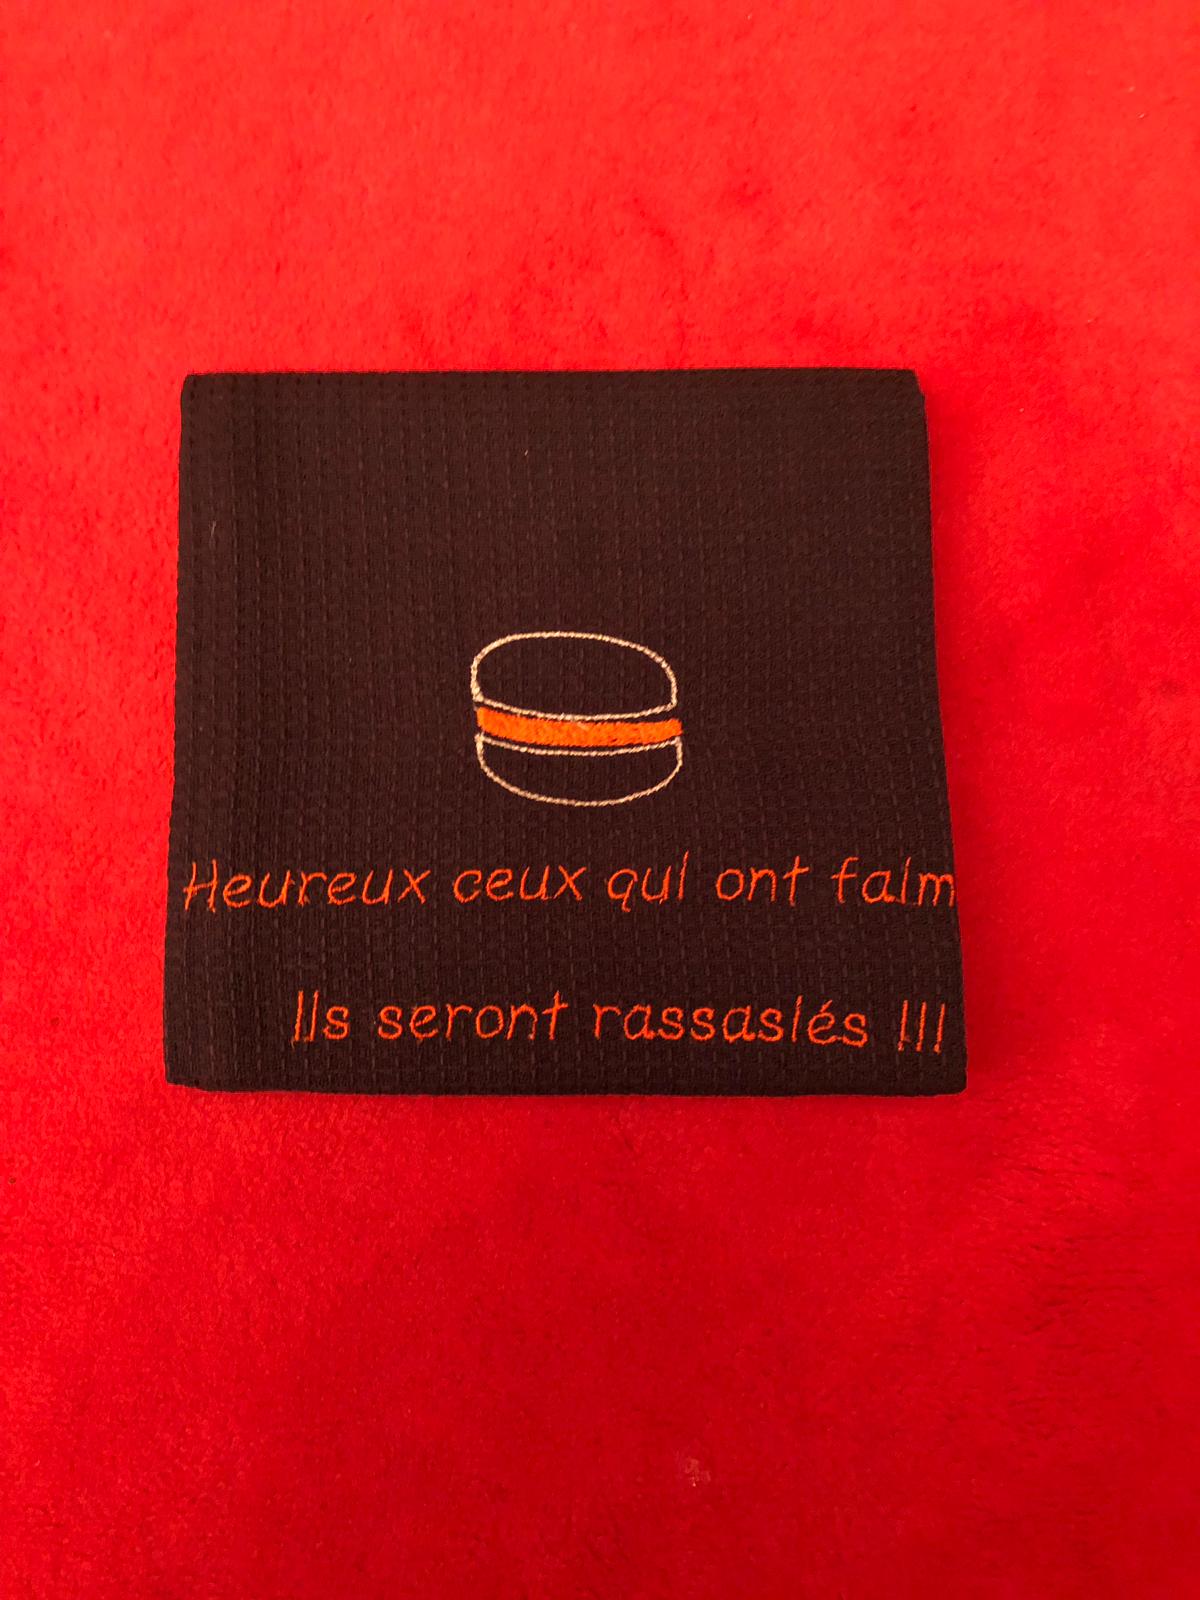 Heureux ceux qui ont faim
Ils seront rassasiés !!!